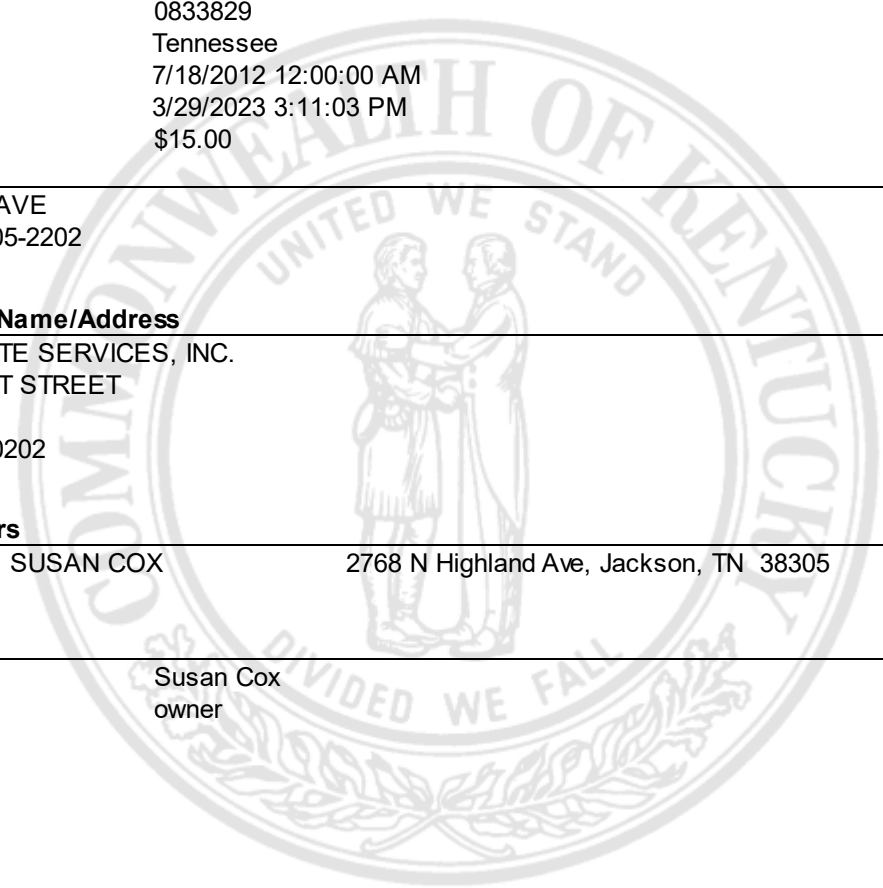 0833829
Tennessee
7/18/2012 12:00:00 AM
3/29/2023 3:11:03 PM
$15.00
AVE
05-2202
Name/Address
TE SERVICES, INC.
T STREET
0202
rs
SUSAN COX 2768 N Highland Ave, Jackson, TN 38305
Susan Cox
owner
COMMONWEALTH OF KENTUCKY
UNITED WE STAND
DIVIDED WE FALL